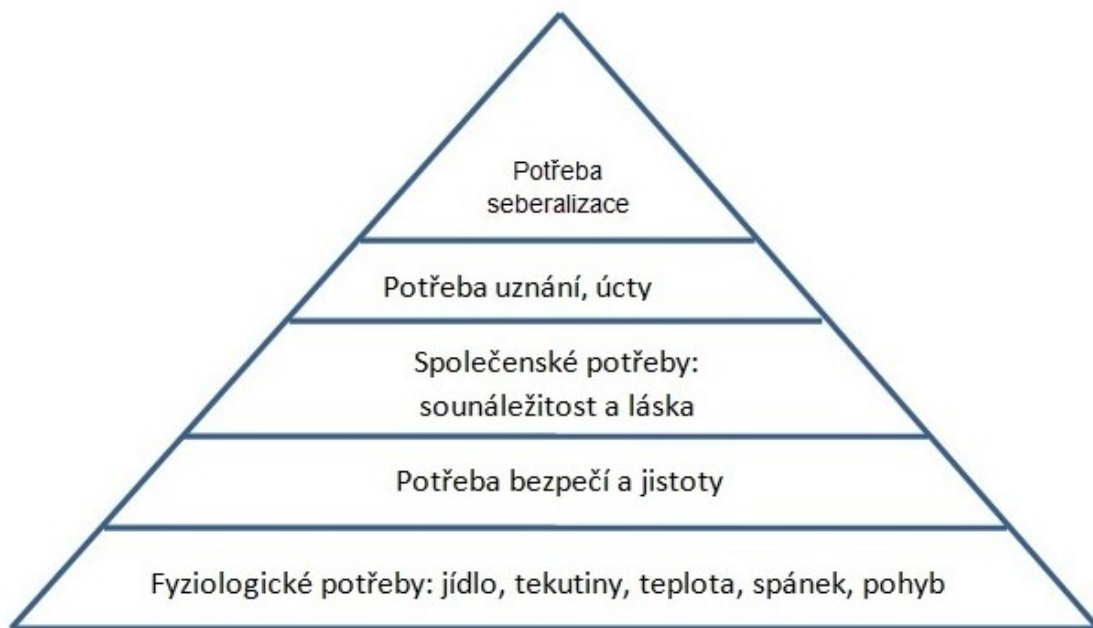 Potřeba
seberalizace
Potřeba uznání, úcty
Společenské potřeby:
sounáležitost a láska
Potřeba bezpečí a jistoty
Fyziologické potřeby: jídlo, tekutiny, teplota, spánek, pohyb